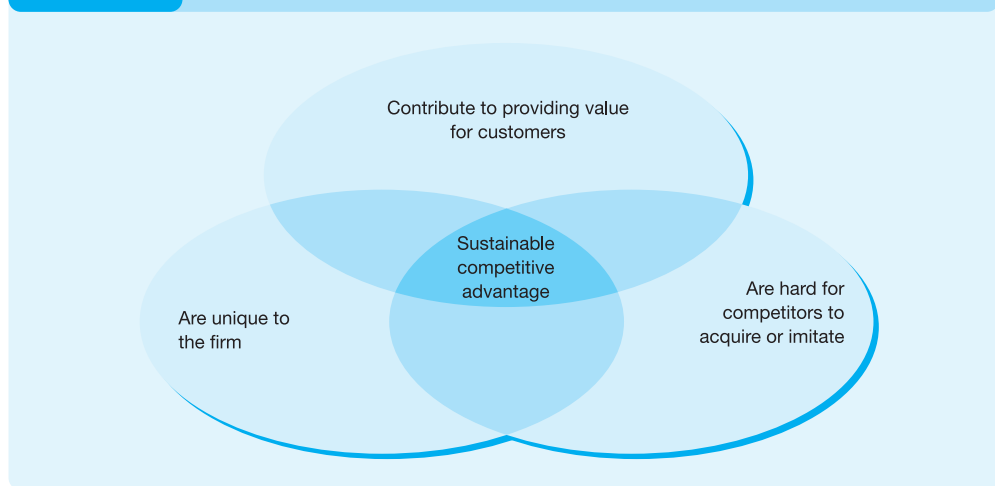 Contribute to providing value
for customers
Sustainable
competitive
advantage
Are unique to
the firm
Are hard for
competitors to
acquire or imitate